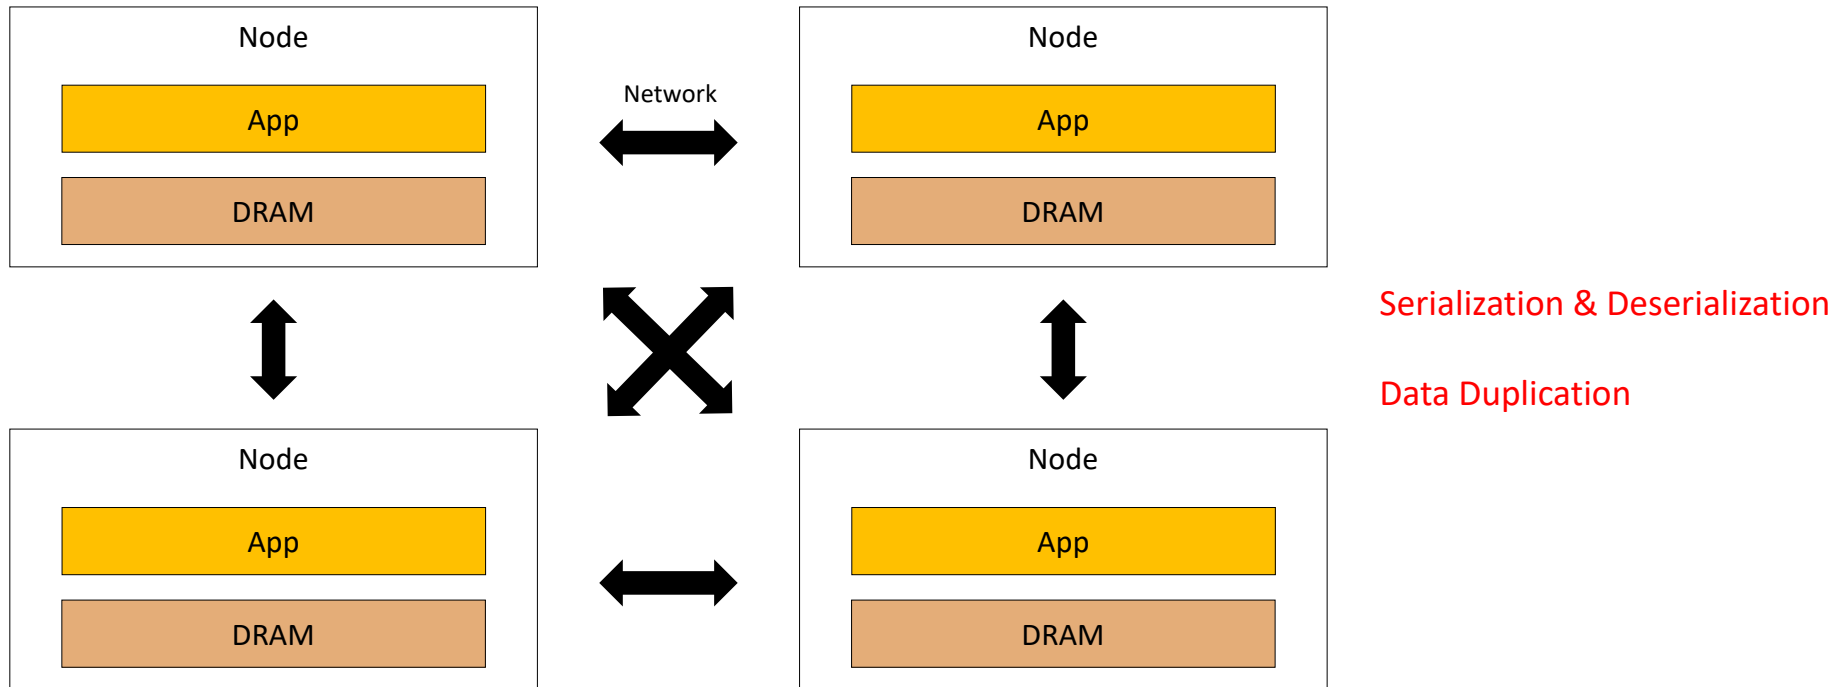 Node
App
DRAM
Network
Node
App
DRAM
Serialization & Deserialization
Data Duplication
Node
App
DRAM
Node
App
DRAM